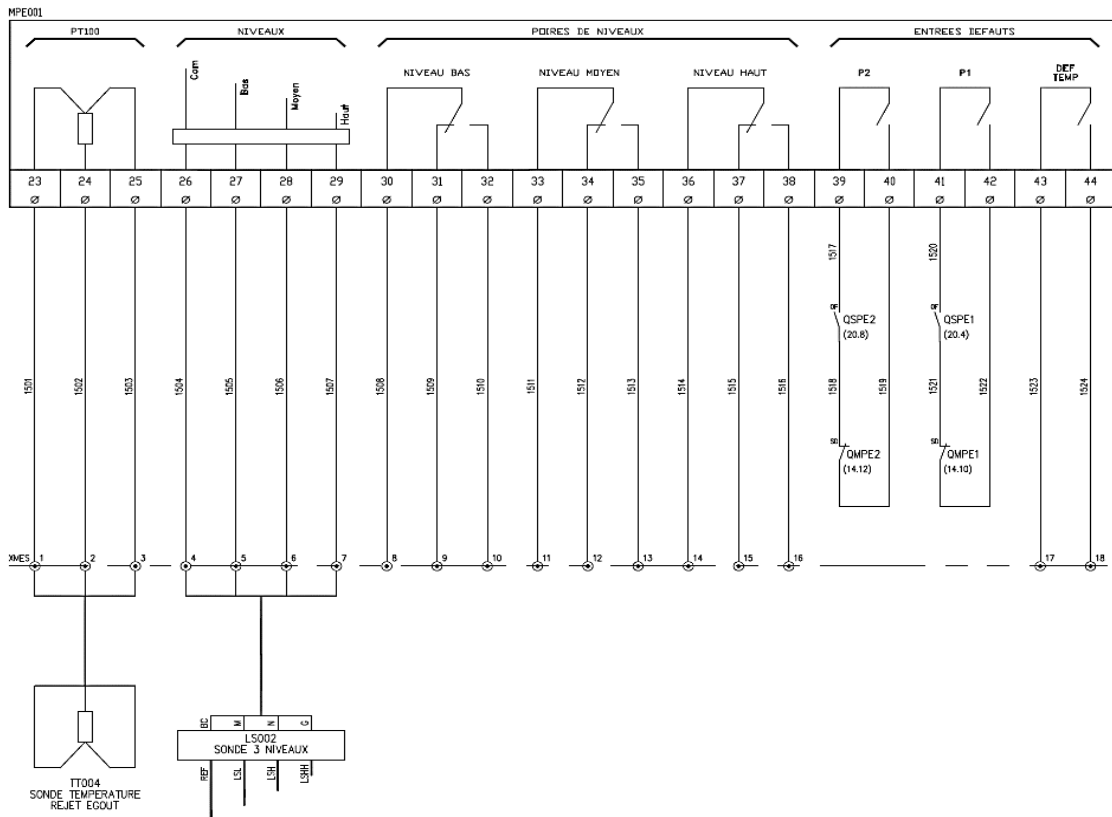 MPE001
PT100 NIVEAUX POIRES DE NIVEAUX ENTREES DEFAUTS
Com Bas Moyen Haut
NIVEAU BAS NIVEAU MOYEN NIVEAU HAUT P2 P1 DEF
TEMP
23 24 25 26 27 28 29 30 31 32 33 34 35 36 37 38 39 40 41 42 43 44
Ø Ø Ø Ø Ø Ø Ø Ø Ø Ø Ø Ø Ø Ø Ø Ø Ø Ø Ø Ø Ø Ø
1517 1520
OF QSPE2 OF QSPE1
(20.8) (20.4)
1501 1502 1503 1504 1505 1506 1507 1508 1509 1510 1511 1512 1513 1514 1515 1516 1518 1519 1521 1522 1523 1524
SD QMPE2 SD QMPE1
(14.12) (14.10)
XMES 1 2 3 4 5 6 7 8 9 10 11 12 13 14 15 16 17 18
BC M N G
LS002
SONDE 3 NIVEAUX
REF LSL LSH LSHH
TT004
SONDE TEMPERATURE
REJET EGOUT